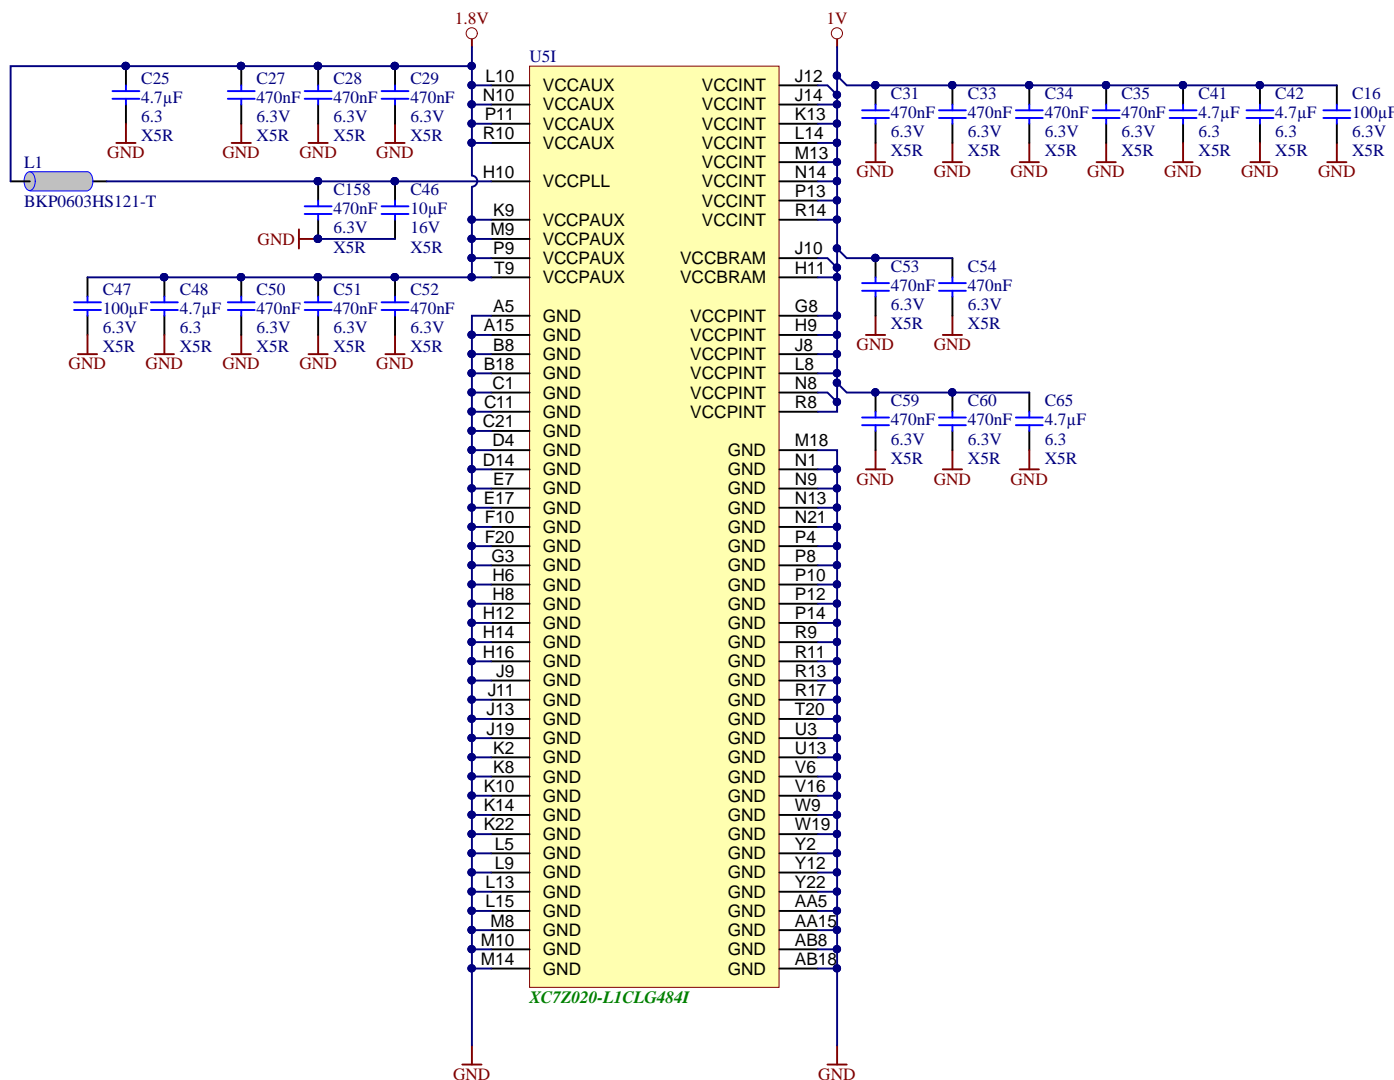 1.8V
1V
U5I
C25
4.7µF
6.3
X5R
GND
C27
470nF
6.3V
X5R
GND
C28
470nF
6.3V
X5R
GND
C29
470nF
6.3V
X5R
GND
L1
BKP0603HS121-T
C158
470nF
6.3V
X5R
C46
10µF
16V
X5R
GND
C47
100µF
6.3V
X5R
GND
C48
4.7µF
6.3
X5R
GND
C50
470nF
6.3V
X5R
GND
C51
470nF
6.3V
X5R
GND
C52
470nF
6.3V
X5R
GND
L10 VCCAUX
N10 VCCAUX
P11 VCCAUX
R10 VCCAUX
H10 VCCPLL
K9 VCCPAUX
M9 VCCPAUX
P9 VCCPAUX
T9 VCCPAUX
A5 GND
A15 GND
B8 GND
B18 GND
C1 GND
C11 GND
C21 GND
D4 GND
D14 GND
E7 GND
E17 GND
F10 GND
F20 GND
G3 GND
H6 GND
H8 GND
H12 GND
H14 GND
H16 GND
J9 GND
J11 GND
J13 GND
J19 GND
K2 GND
K8 GND
K10 GND
K14 GND
K22 GND
L5 GND
L9 GND
L13 GND
L15 GND
M8 GND
M10 GND
M14 GND
VCCINT J12
VCCINT J14
VCCINT K13
VCCINT L14
VCCINT M13
VCCINT N14
VCCINT P13
VCCINT R14
VCCBRAM J10
VCCBRAM H11
VCCPINT G8
VCCPINT H9
VCCPINT J8
VCCPINT L8
VCCPINT N8
VCCPINT R8
GND M18
GND N1
GND N9
GND N13
GND N21
GND P4
GND P8
GND P10
GND P12
GND P14
GND R9
GND R11
GND R13
GND R17
GND T20
GND U3
GND U13
GND V6
GND V16
GND W9
GND W19
GND Y2
GND Y12
GND Y22
GND AA5
GND AA15
GND AB8
GND AB18
C31
470nF
6.3V
X5R
GND
C33
470nF
6.3V
X5R
GND
C34
470nF
6.3V
X5R
GND
C35
470nF
6.3V
X5R
GND
C41
4.7µF
6.3
X5R
GND
C42
4.7µF
6.3
X5R
GND
C16
100µF
6.3V
X5R
GND
C53
470nF
6.3V
X5R
GND
C54
470nF
6.3V
X5R
GND
C59
470nF
6.3V
X5R
GND
C60
470nF
6.3V
X5R
GND
C65
4.7µF
6.3
X5R
GND
XC7Z020-L1CLG484I
GND
GND